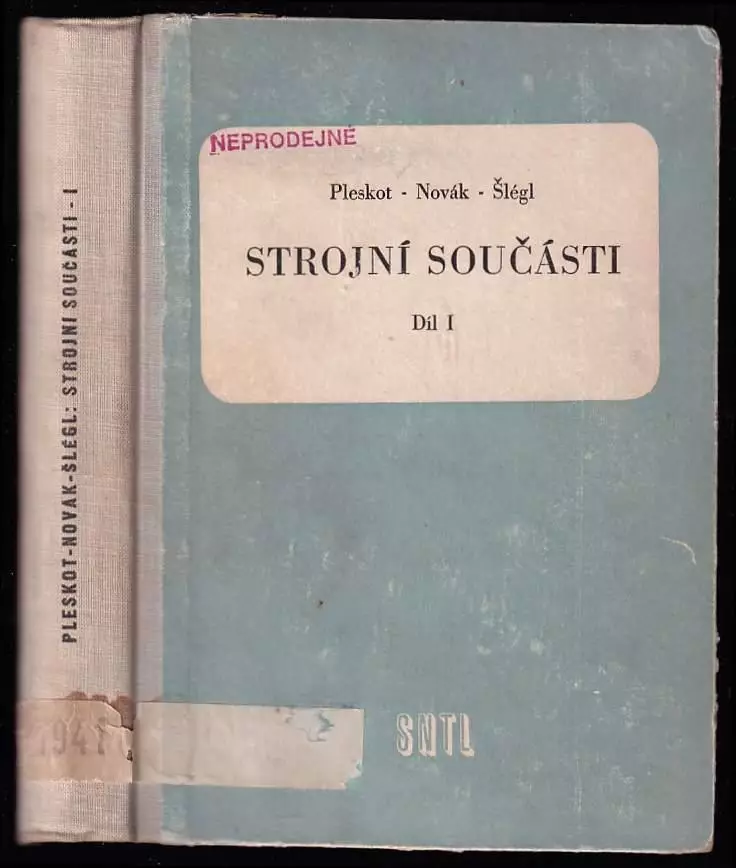 NEPRODEJNÉ
Pleskot - Novák - Šlégl
STROJNÍ SOUČÁSTI
Díl I
SNTL
PLESKOT-NOVÁK-ŠLÉGL: STROJNÍ SOUČÁSTI - I